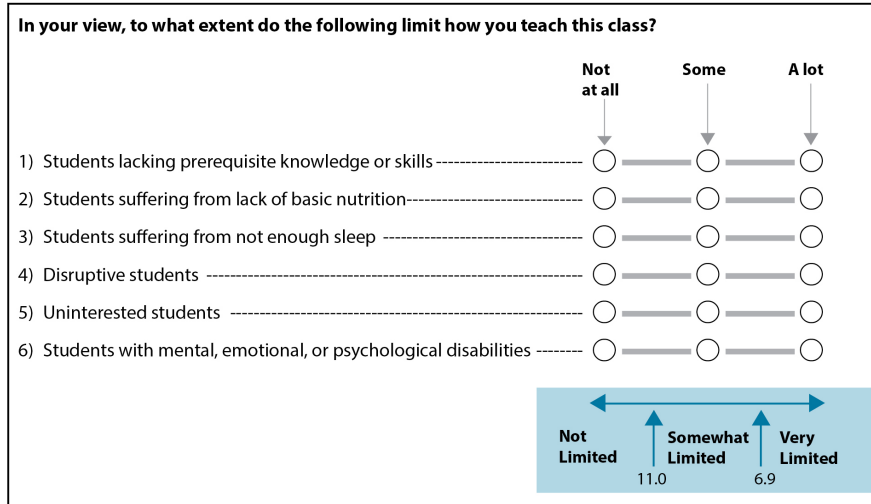 In your view, to what extent do the following limit how you teach this class?
Not at all
Some
A lot
1) Students lacking prerequisite knowledge or skills
2) Students suffering from lack of basic nutrition
3) Students suffering from not enough sleep
4) Disruptive students
5) Uninterested students
6) Students with mental, emotional, or psychological disabilities
Not Limited
Somewhat Limited
Very Limited
11.0
6.9